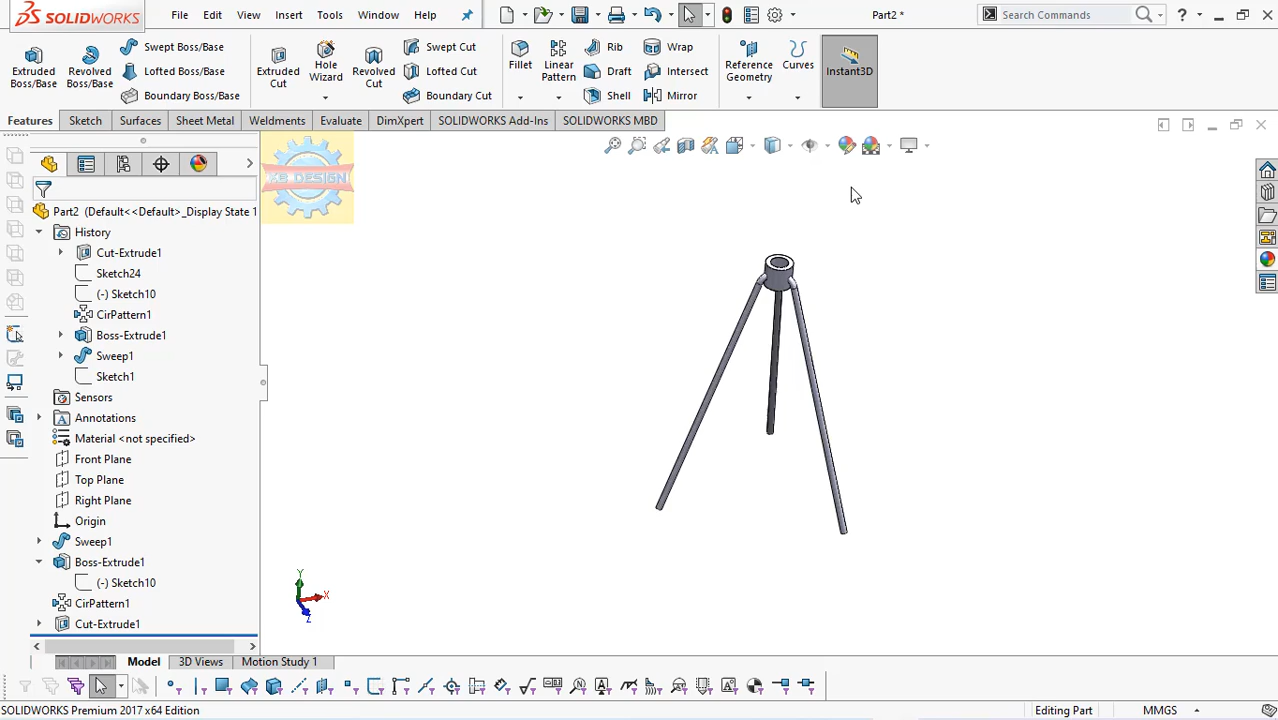 SOLIDWORKS File Edit View Insert Tools Window Help Part2 * Search Commands ?
Extruded Boss/Base
Revolved Boss/Base
Swept Boss/Base
Lofted Boss/Base
Boundary Boss/Base
Extruded Cut
Hole Wizard
Revolved Cut
Swept Cut
Lofted Cut
Boundary Cut
Fillet
Linear Pattern
Rib
Draft
Shell
Wrap
Intersect
Mirror
Reference Geometry
Curves
Instant3D
Features Sketch Surfaces Sheet Metal Weldments Evaluate DimXpert SOLIDWORKS Add-Ins SOLIDWORKS MBD
KB DESIGN
Part2 (Default<<Default>_Display State 1
History
Cut-Extrude1
Sketch24
(-) Sketch10
CirPattern1
Boss-Extrude1
Sweep1
Sketch1
Sensors
Annotations
Material <not specified>
Front Plane
Top Plane
Right Plane
Origin
Sweep1
Boss-Extrude1
(-) Sketch10
CirPattern1
Cut-Extrude1
Y
X
Z
Model 3D Views Motion Study 1
SOLIDWORKS Premium 2017 x64 Edition Editing Part MMGS